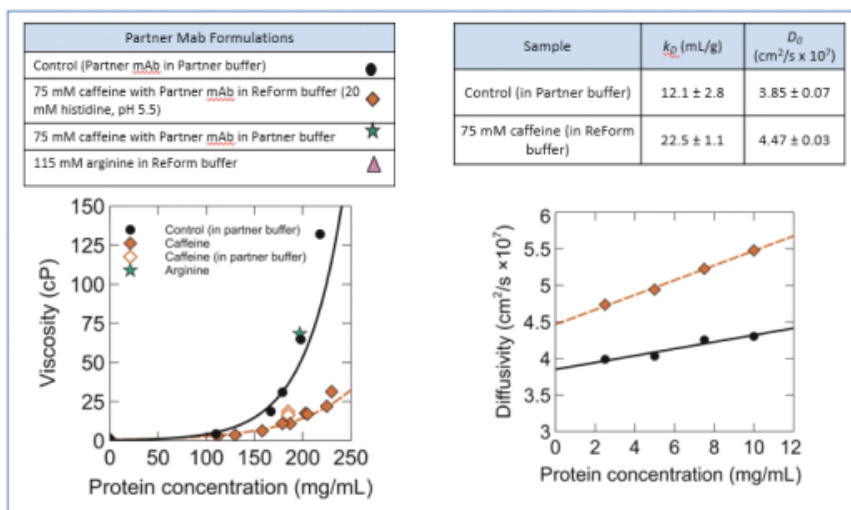 Partner Mab Formulations
Control (Partner mAb in Partner buffer)
75 mM caffeine with Partner mAb in ReForm buffer (20
mM histidine, pH 5.5)
75 mM caffeine with Partner mAb in Partner buffer
115 mM arginine in ReForm buffer
Sample kD (mL/g) D0
(cm²/s x 10⁷)
Control (in Partner buffer) 12.1 ± 2.8 3.85 ± 0.07
75 mM caffeine (in ReForm
buffer) 22.5 ± 1.1 4.47 ± 0.03
Viscosity (cP)
150
125
100
75
50
25
0
Control (in partner buffer)
Caffeine
Caffeine (in partner buffer)
Arginine
0 50 100 150 200 250
Protein concentration (mg/mL)
Diffusivity (cm²/s ×10⁷)
6
5.5
5
4.5
4
3.5
3
0 2 4 6 8 10 12
Protein concentration (mg/mL)